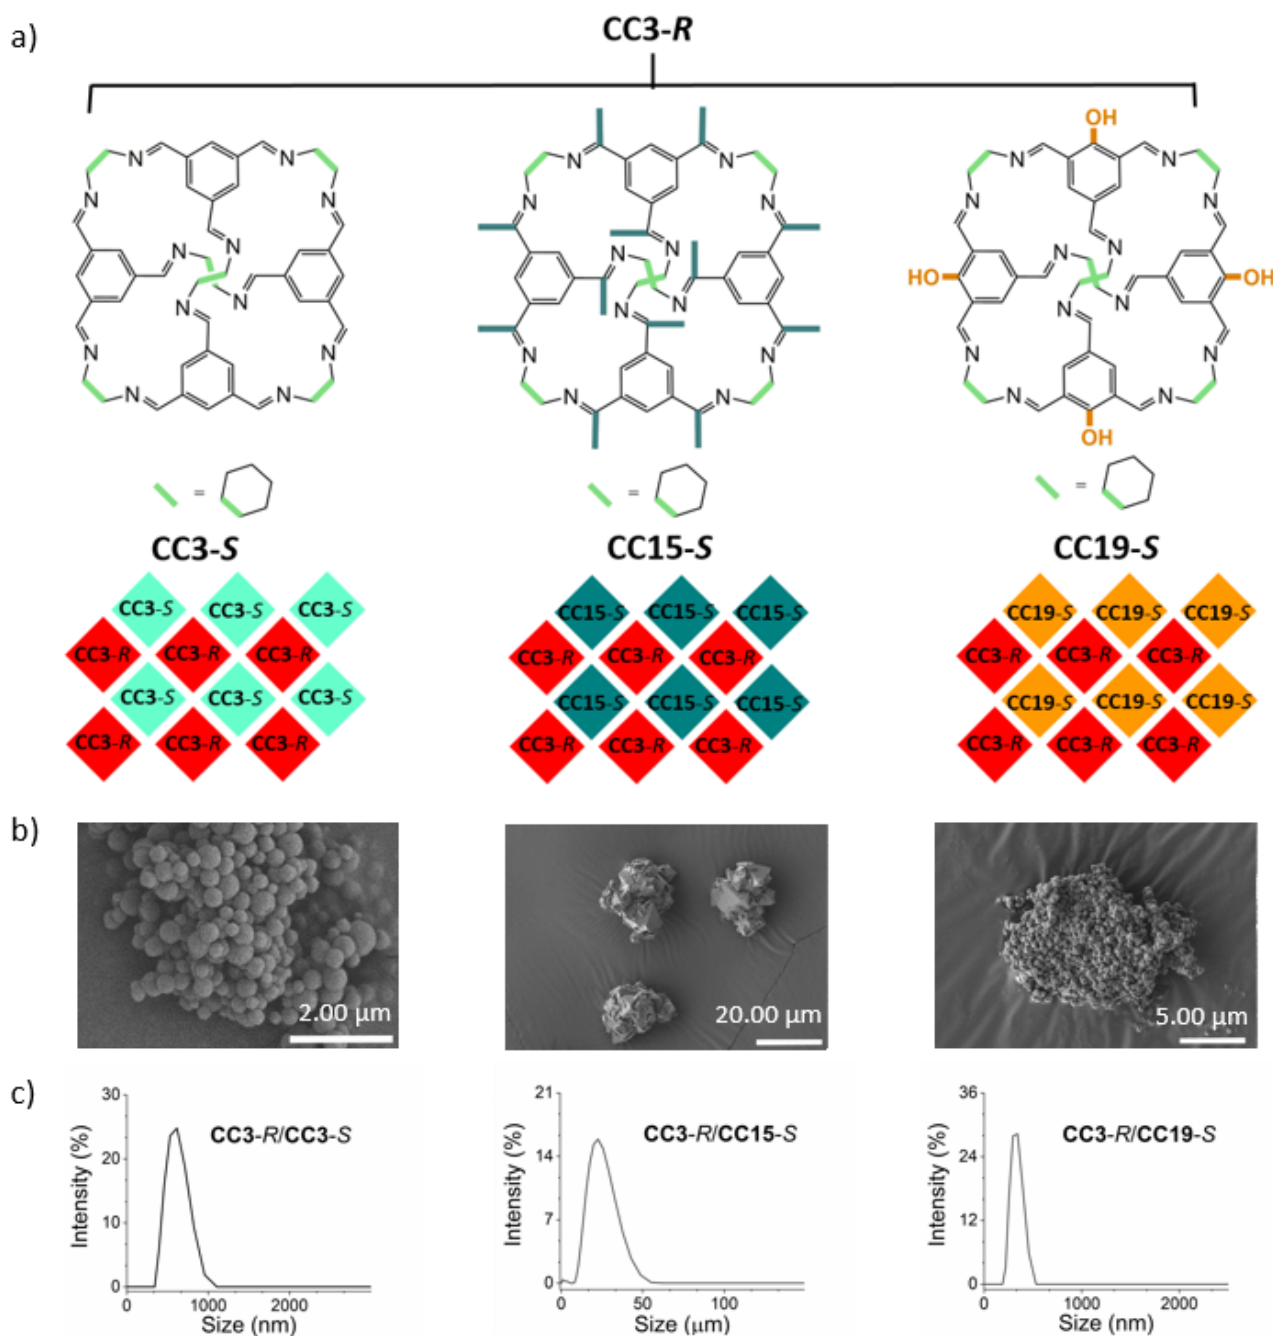 a)
CC3-R
N N N N
N N N N
N N N N
N N N N
N N N N
N N N N
N N N N
N N N N
N N N N
OH
HO
OH
OH
= = =
CC3-S CC15-S CC19-S
CC3-S CC3-S CC3-S
CC3-R CC3-R CC3-R
CC3-S CC3-S CC3-S
CC3-R CC3-R CC3-R
CC15-S CC15-S CC15-S
CC3-R CC3-R CC3-R
CC15-S CC15-S CC15-S
CC3-R CC3-R CC3-R
CC19-S CC19-S CC19-S
CC3-R CC3-R CC3-R
CC19-S CC19-S CC19-S
CC3-R CC3-R CC3-R
b)
2.00 μm
20.00 μm
5.00 μm
c)
CC3-R/CC3-S
Intensity (%)
30
20
10
0
0 1000 2000
Size (nm)
CC3-R/CC15-S
Intensity (%)
21
14
7
0
0 50 100
Size (μm)
CC3-R/CC19-S
Intensity (%)
36
24
12
0
0 1000 2000
Size (nm)